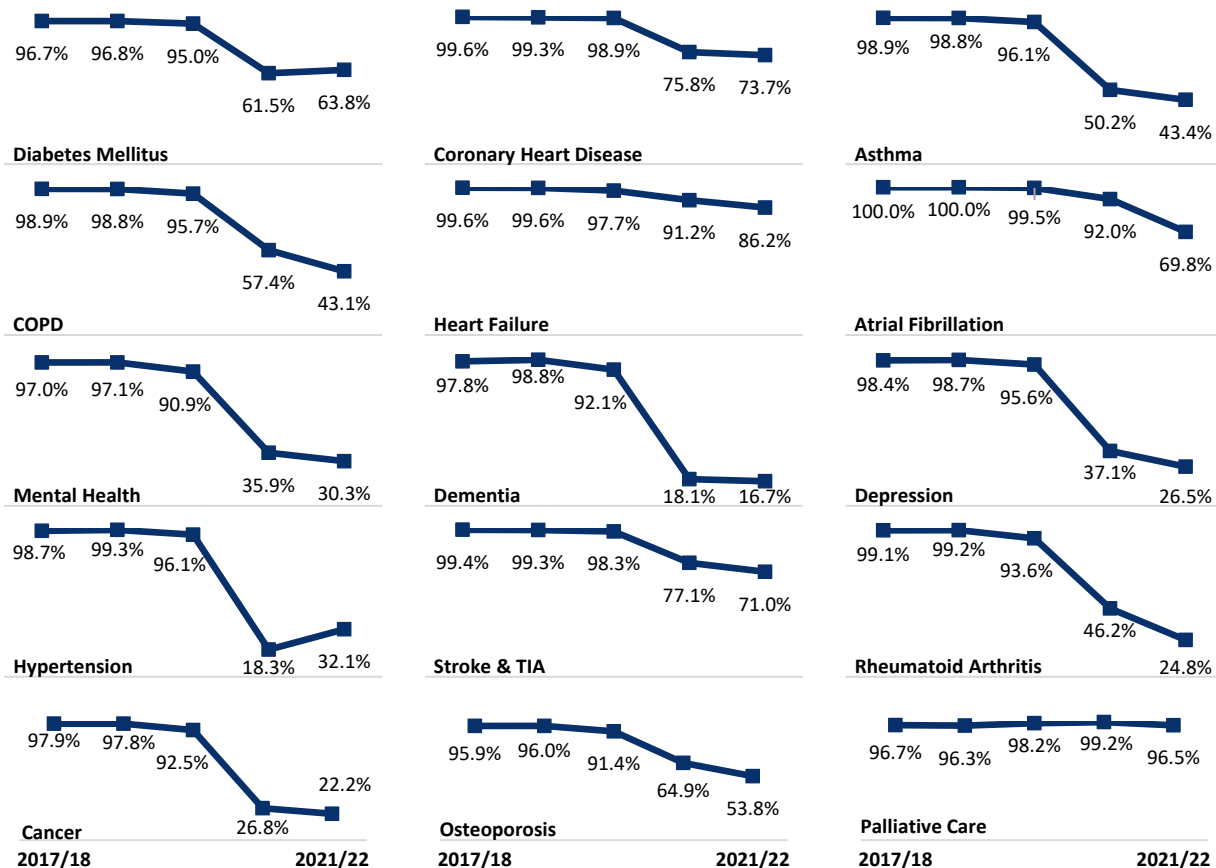 96.7% 96.8% 95.0% 61.5% 63.8%
Diabetes Mellitus
99.6% 99.3% 98.9% 75.8% 73.7%
Coronary Heart Disease
98.9% 98.8% 96.1% 50.2% 43.4%
Asthma
98.9% 98.8% 95.7% 57.4% 43.1%
COPD
99.6% 99.6% 97.7% 91.2% 86.2%
Heart Failure
100.0% 100.0% 99.5% 92.0% 69.8%
Atrial Fibrillation
97.0% 97.1% 90.9% 35.9% 30.3%
Mental Health
97.8% 98.8% 92.1% 18.1% 16.7%
Dementia
98.4% 98.7% 95.6% 37.1% 26.5%
Depression
98.7% 99.3% 96.1% 18.3% 32.1%
Hypertension
99.4% 99.3% 98.3% 77.1% 71.0%
Stroke & TIA
99.1% 99.2% 93.6% 46.2% 24.8%
Rheumatoid Arthritis
97.9% 97.8% 92.5% 26.8% 22.2%
Cancer
2017/18 2021/22
95.9% 96.0% 91.4% 64.9% 53.8%
Osteoporosis
2017/18 2021/22
96.7% 96.3% 98.2% 99.2% 96.5%
Palliative Care
2017/18 2021/22